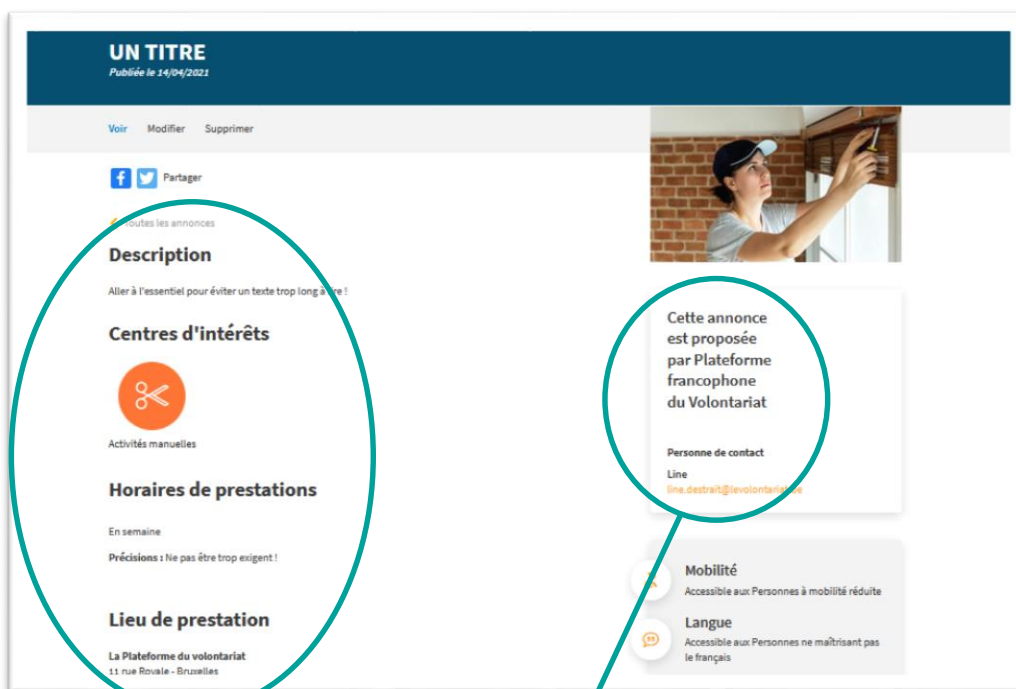 UN TITRE
Publiée le 14/04/2021
Voir Modifier Supprimer
Partager
Toutes les annonces
Description
Aller à l'essentiel pour éviter un texte trop long à lire !
Centres d'intérêts
Activités manuelles
Horaires de prestations
En semaine
Précisions : Ne pas être trop exigent !
Lieu de prestation
La Plateforme du volontariat
11 rue Royale - Bruxelles
Cette annonce
est proposée
par Plateforme
francophone
du Volontariat
Personne de contact
Line
line.destrait@levolontariat.be
Mobilité
Accessible aux Personnes à mobilité réduite
Langue
Accessible aux Personnes ne maîtrisant pas
le français